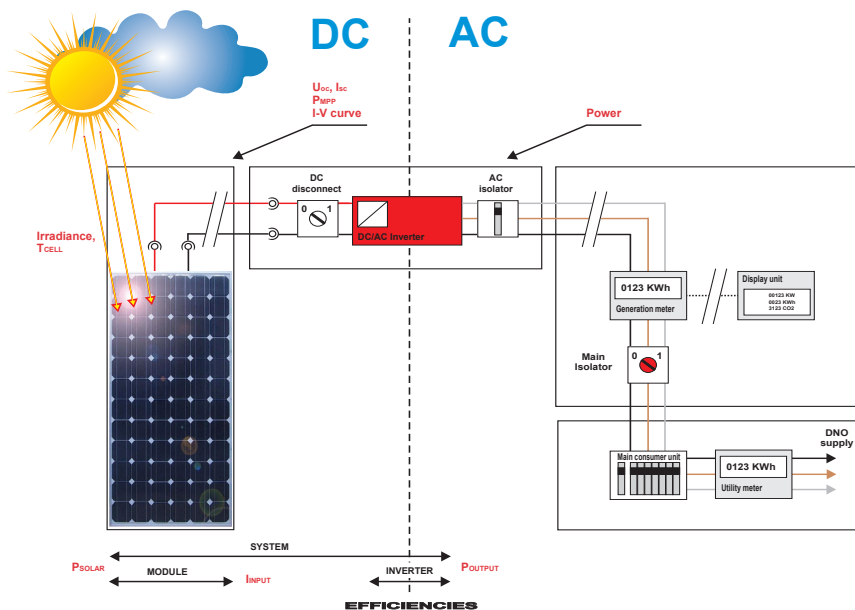 DC
AC
Uoc, Isc
PMPP
I-V curve
Power
DC
disconnect
0 1
AC
isolator
DC/AC Inverter
Irradiance,
TCELL
0123 KWh
Generation meter
Display unit
00123 KW
0023 KWh
3123 CO2
Main
Isolator
0 1
DNO
supply
Main consumer unit
0123 KWh
Utility meter
SYSTEM
PSOLAR
MODULE
IINPUT
INVERTER
POUTPUT
EFFICIENCIES